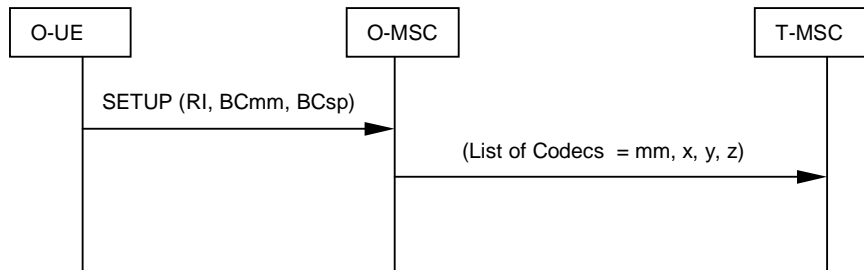 O-UE
O-MSC
T-MSC
SETUP (RI, BCmm, BCsp)
(List of Codecs = mm, x, y, z)